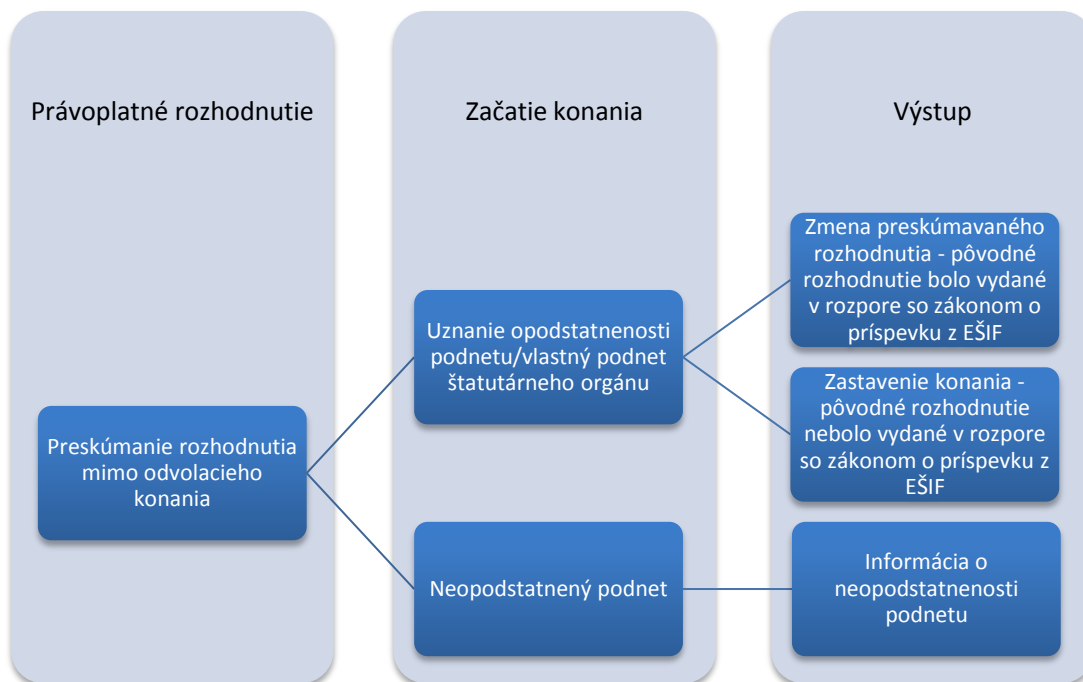 Právoplatné rozhodnutie
Začatie konania
Výstup
Preskúmanie rozhodnutia
mimo odvolacieho
konania
Uznanie opodstatnenosti
podnetu/vlastný podnet
štatutárneho orgánu
Neopodstatnený podnet
Zmena preskúmavaného
rozhodnutia - pôvodné
rozhodnutie bolo vydané
v rozpore so zákonom o
príspevku z EŠIF
Zastavenie konania -
pôvodné rozhodnutie
nebolo vydané v rozpore
so zákonom o príspevku z
EŠIF
Informácia o
neopodstatnenosti
podnetu